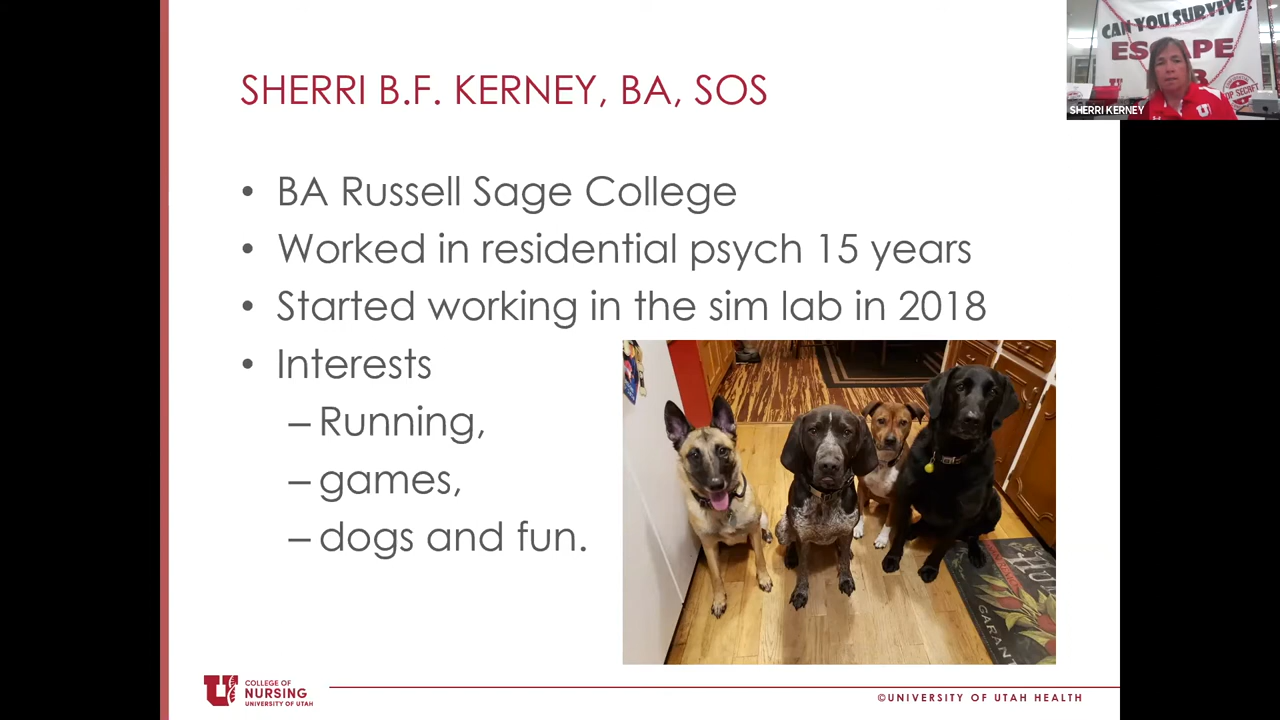 SHERRI B.F. KERNEY, BA, SOS
CAN YOU SURVIVE?
SHERRI KERNEY
• BA Russell Sage College
• Worked in residential psych 15 years
• Started working in the sim lab in 2018
• Interests
– Running,
– games,
– dogs and fun.
COLLEGE OF
NURSING
UNIVERSITY OF UTAH
©UNIVERSITY OF UTAH HEALTH